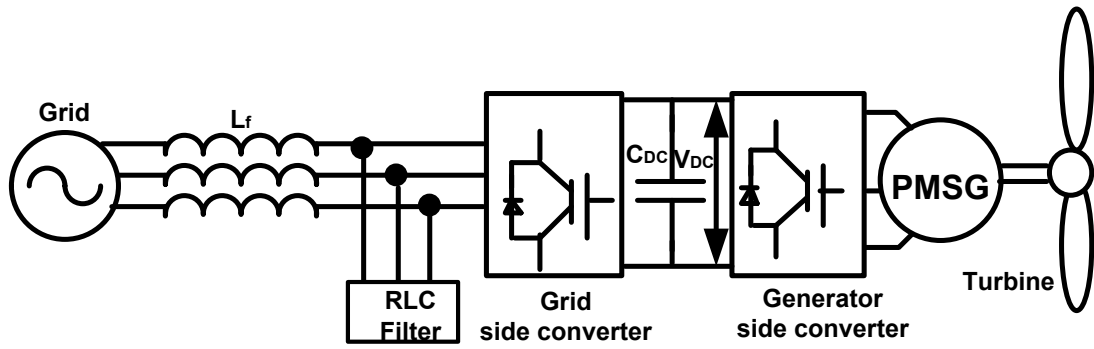 Grid
Lf
CDC
VDC
PMSG
Turbine
RLC
Filter
Grid
side converter
Generator
side converter